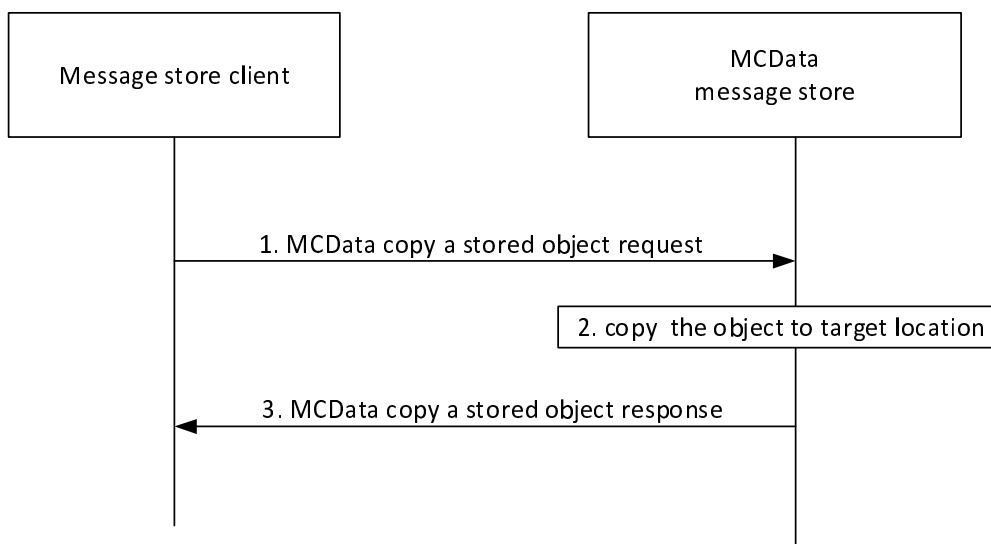 Message store client
MCData
message store
1. MCData copy a stored object request
2. copy  the object to target location
3. MCData copy a stored object response